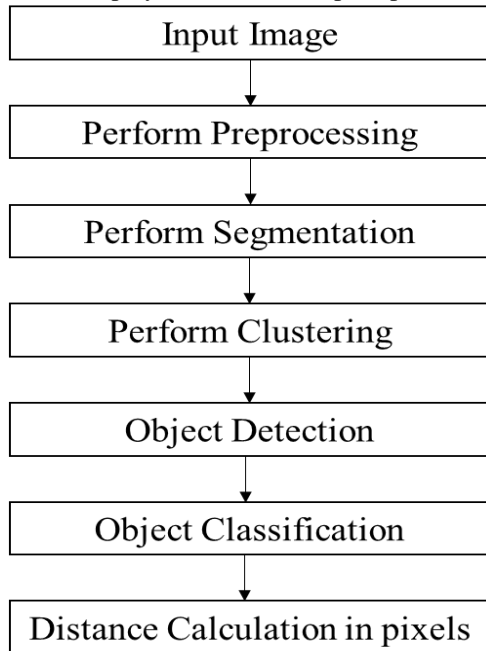 Input Image
Perform Preprocessing
Perform Segmentation
Perform Clustering
Object Detection
Object Classification
Distance Calculation in pixels